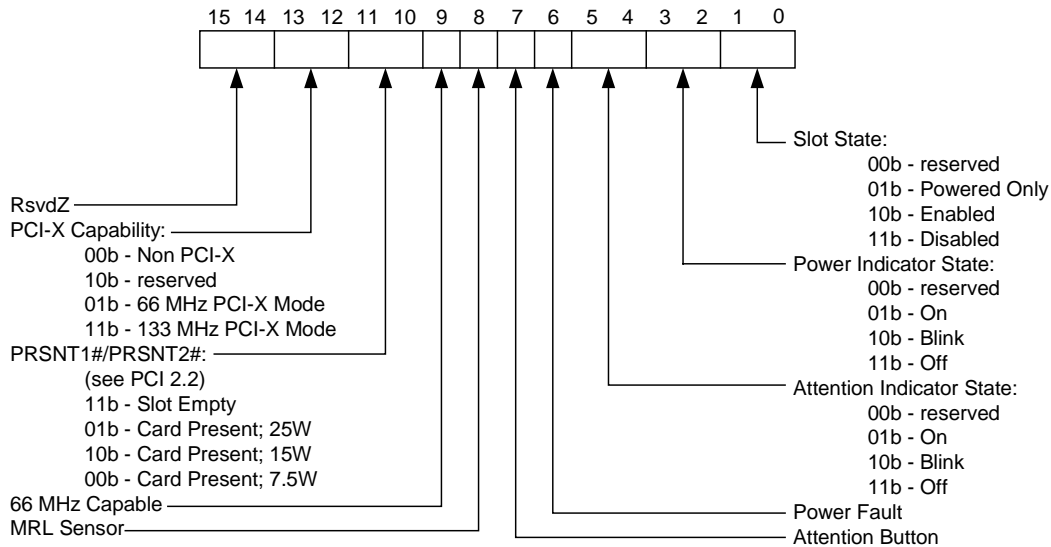 15 14 13 12 11 10 9 8 7 6 5 4 3 2 1 0
RsvdZ
PCI-X Capability:
00b - Non PCI-X
10b - reserved
01b - 66 MHz PCI-X Mode
11b - 133 MHz PCI-X Mode
PRSNT1#/PRSNT2#:
(see PCI 2.2)
11b - Slot Empty
01b - Card Present; 25W
10b - Card Present; 15W
00b - Card Present; 7.5W
66 MHz Capable
MRL Sensor
Slot State:
00b - reserved
01b - Powered Only
10b - Enabled
11b - Disabled
Power Indicator State:
00b - reserved
01b - On
10b - Blink
11b - Off
Attention Indicator State:
00b - reserved
01b - On
10b - Blink
11b - Off
Power Fault
Attention Button